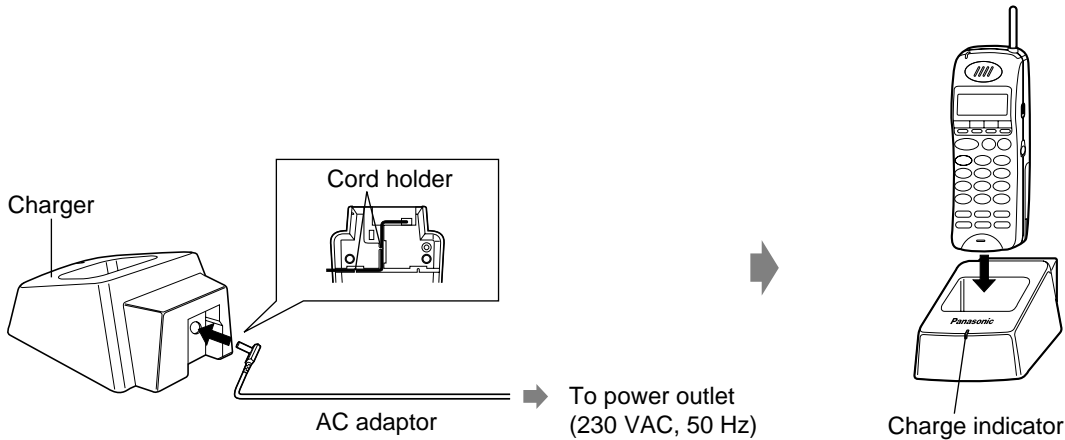 Cord holder
Charger
AC adaptor
To power outlet
(230 VAC, 50 Hz)
Panasonic
Charge indicator